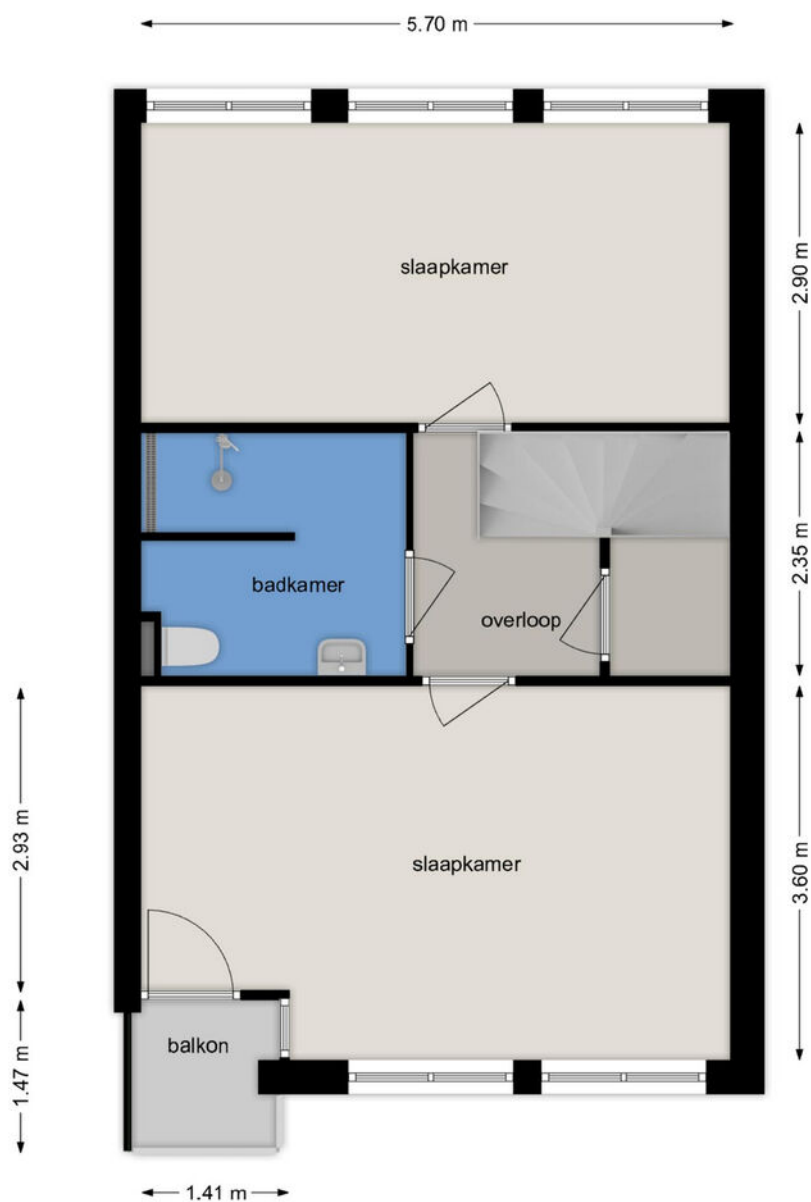 5.70 m
slaapkamer
2.90 m
2.35 m
badkamer
overloop
2.93 m
slaapkamer
3.60 m
balkon
1.47 m
1.41 m